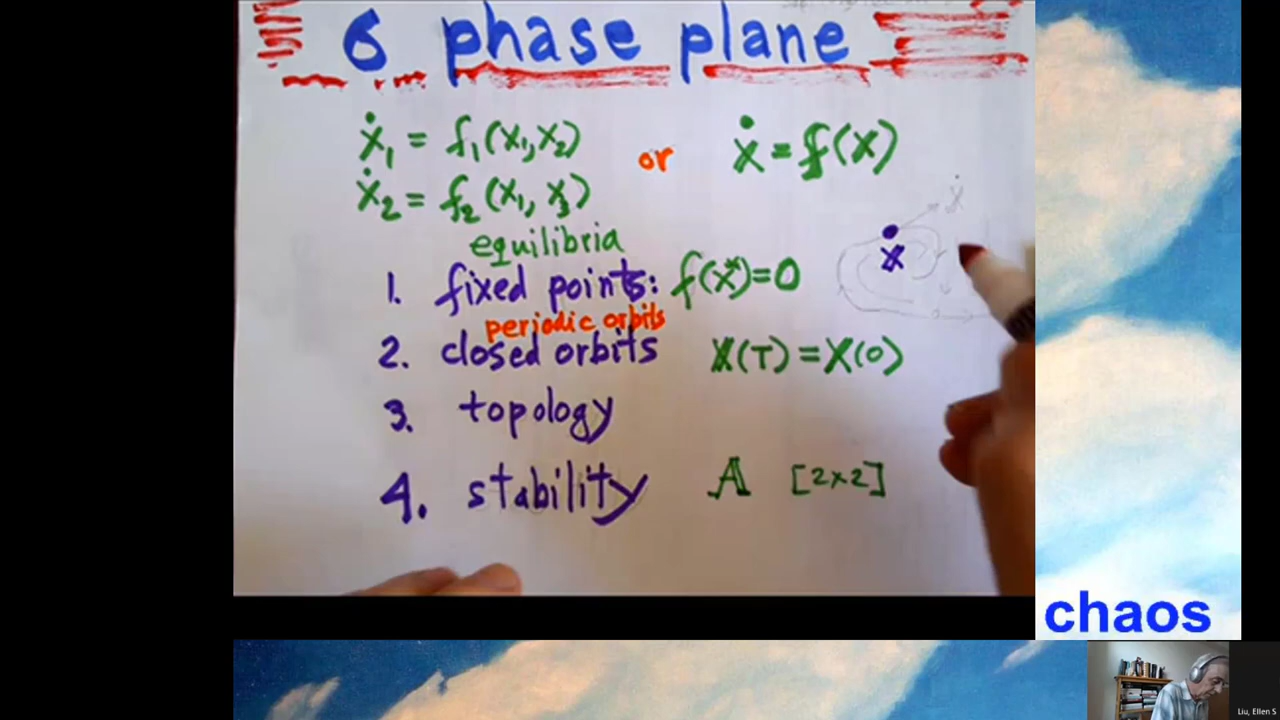 6 phase plane
ẋ₁ = f₁(x₁,x₂) or ẋ = f(x)
ẋ₂ = f₂(x₁, x₃)
ẋ
equilibria
x
1. fixed points: f(x*)=0
periodic orbits
2. closed orbits x(T)=x(0)
3. topology
4. stability A [2x2]
chaos
Liu, Ellen S